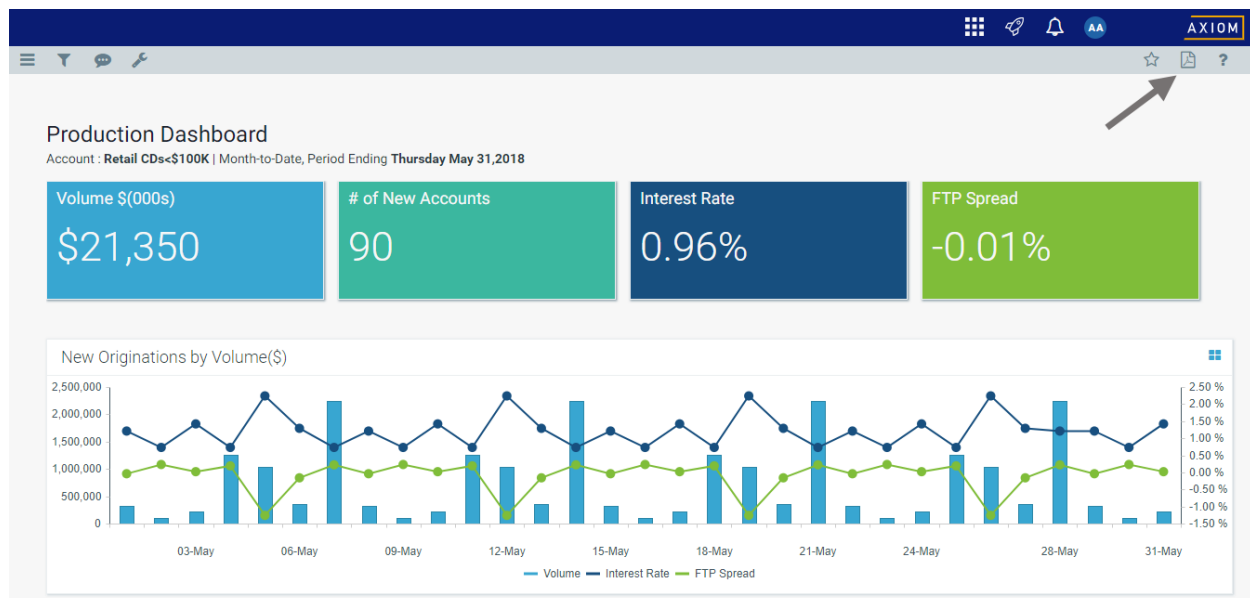 AA
AXIOM
?
Production Dashboard
Account : Retail CDs<$100K | Month-to-Date, Period Ending Thursday May 31,2018
Volume $(000s)
$21,350
# of New Accounts
90
Interest Rate
0.96%
FTP Spread
-0.01%
New Originations by Volume($)
2,500,000
2,000,000
1,500,000
1,000,000
500,000
0
2.50 %
2.00 %
1.50 %
1.00 %
0.50 %
0.00 %
-0.50 %
-1.00 %
-1.50 %
03-May 06-May 09-May 12-May 15-May 18-May 21-May 24-May 28-May 31-May
Volume Interest Rate FTP Spread